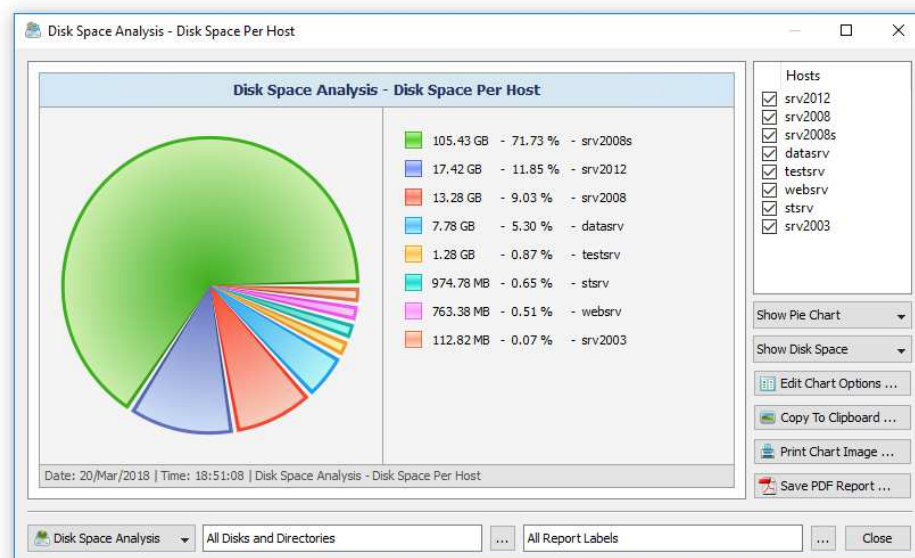 Disk Space Analysis - Disk Space Per Host
Disk Space Analysis - Disk Space Per Host
105.43 GB - 71.73 % - srv2008s
17.42 GB - 11.85 % - srv2012
13.28 GB - 9.03 % - srv2008
7.78 GB - 5.30 % - datasrv
1.28 GB - 0.87 % - testsrv
974.78 MB - 0.65 % - stsrv
763.38 MB - 0.51 % - websrv
112.82 MB - 0.07 % - srv2003
Date: 20/Mar/2018 | Time: 18:51:08 | Disk Space Analysis - Disk Space Per Host
Hosts
srv2012
srv2008
srv2008s
datasrv
testsrv
websrv
stsrv
srv2003
Show Pie Chart
Show Disk Space
Edit Chart Options ...
Copy To Clipboard ...
Print Chart Image ...
Save PDF Report ...
Disk Space Analysis
All Disks and Directories
...
All Report Labels
...
Close